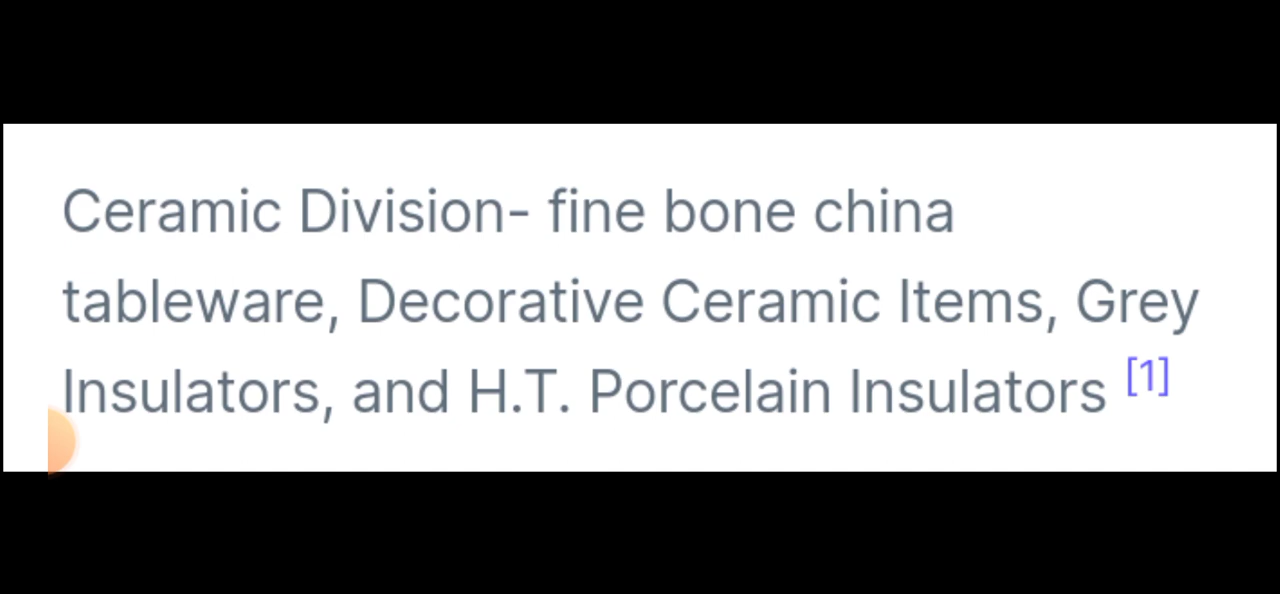 Ceramic Division- fine bone china
tableware, Decorative Ceramic Items, Grey
Insulators, and H.T. Porcelain Insulators [1]